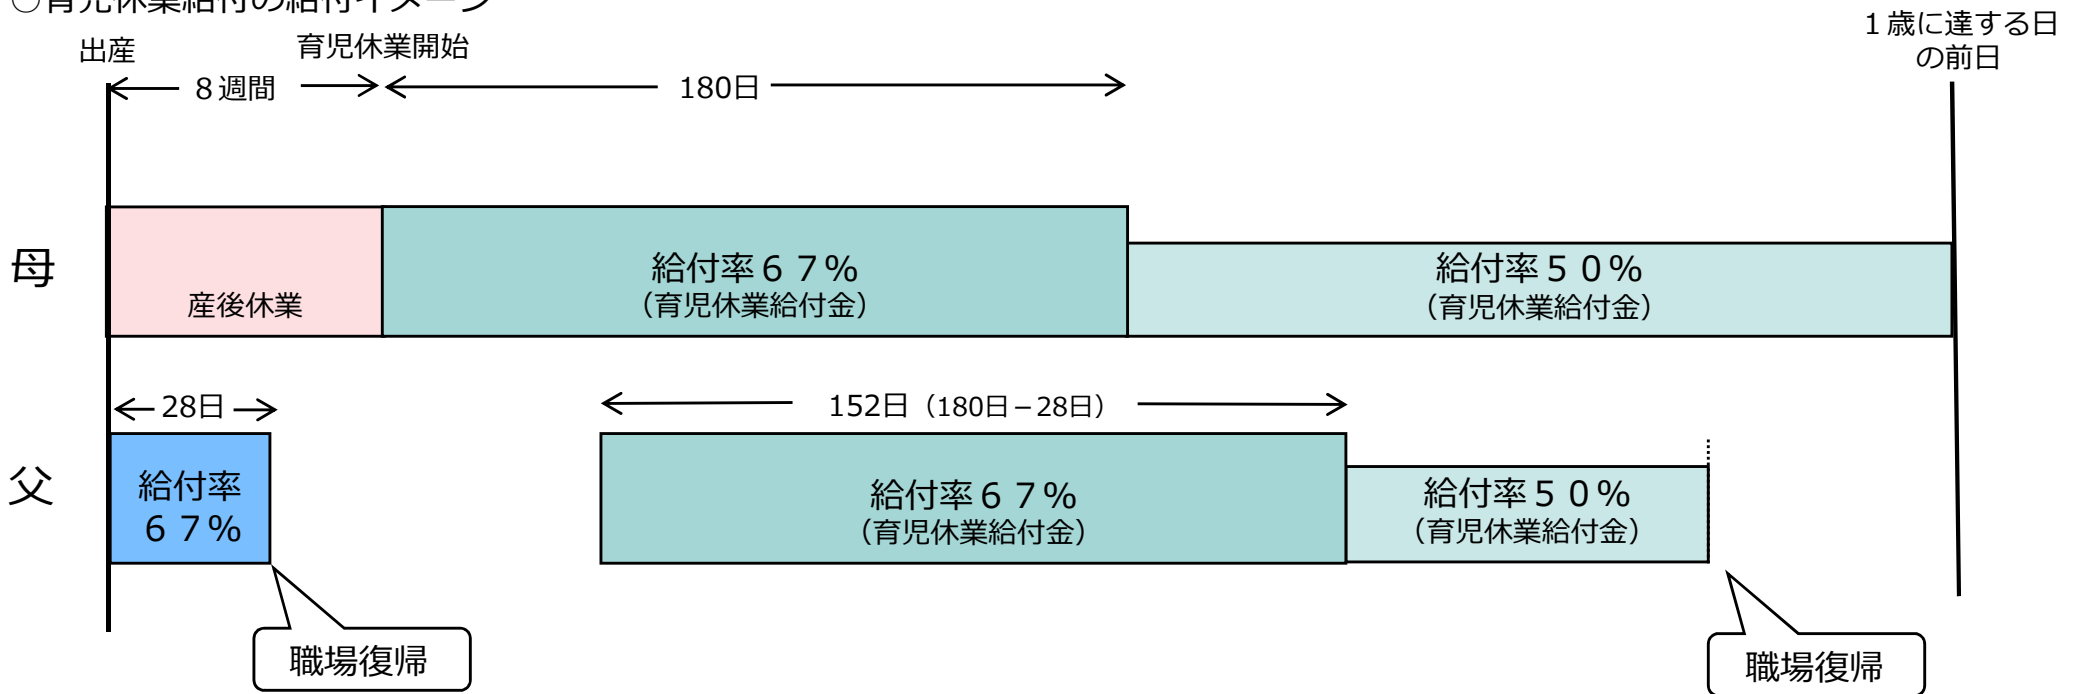 ○育児休業給付の給付イメージ
出産
育児休業開始
１歳に達する日
の前日
８週間
180日
母
産後休業
給付率６７％
（育児休業給付金）
給付率５０％
（育児休業給付金）
28日
152日（180日－28日）
父
給付率
６７％
給付率６７％
（育児休業給付金）
給付率５０％
（育児休業給付金）
職場復帰
職場復帰